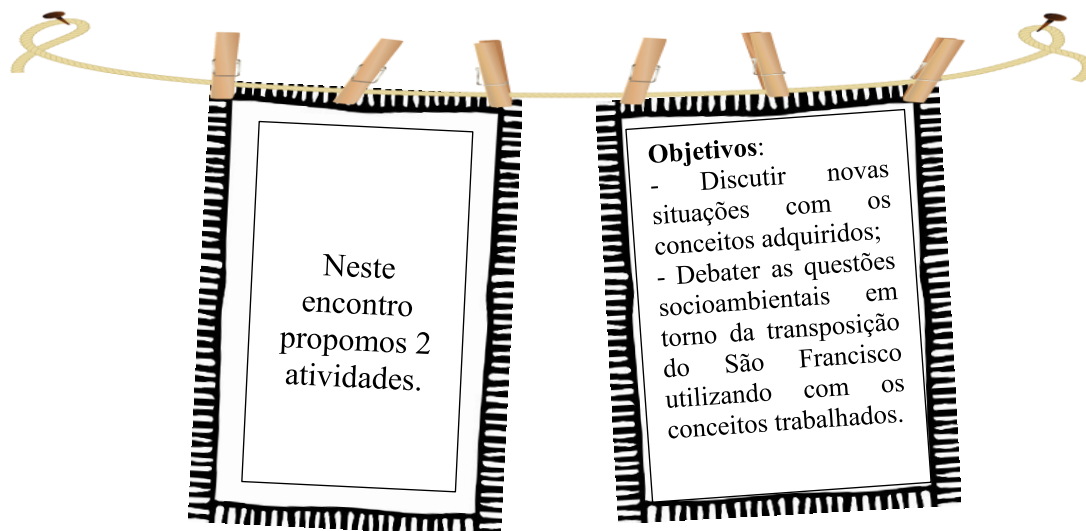 Neste
encontro
propomos 2
atividades.
Objetivos:
- Discutir novas
situações com os
conceitos adquiridos;
- Debater as questões
socioambientais em
torno da transposição
do São Francisco
utilizando com os
conceitos trabalhados.